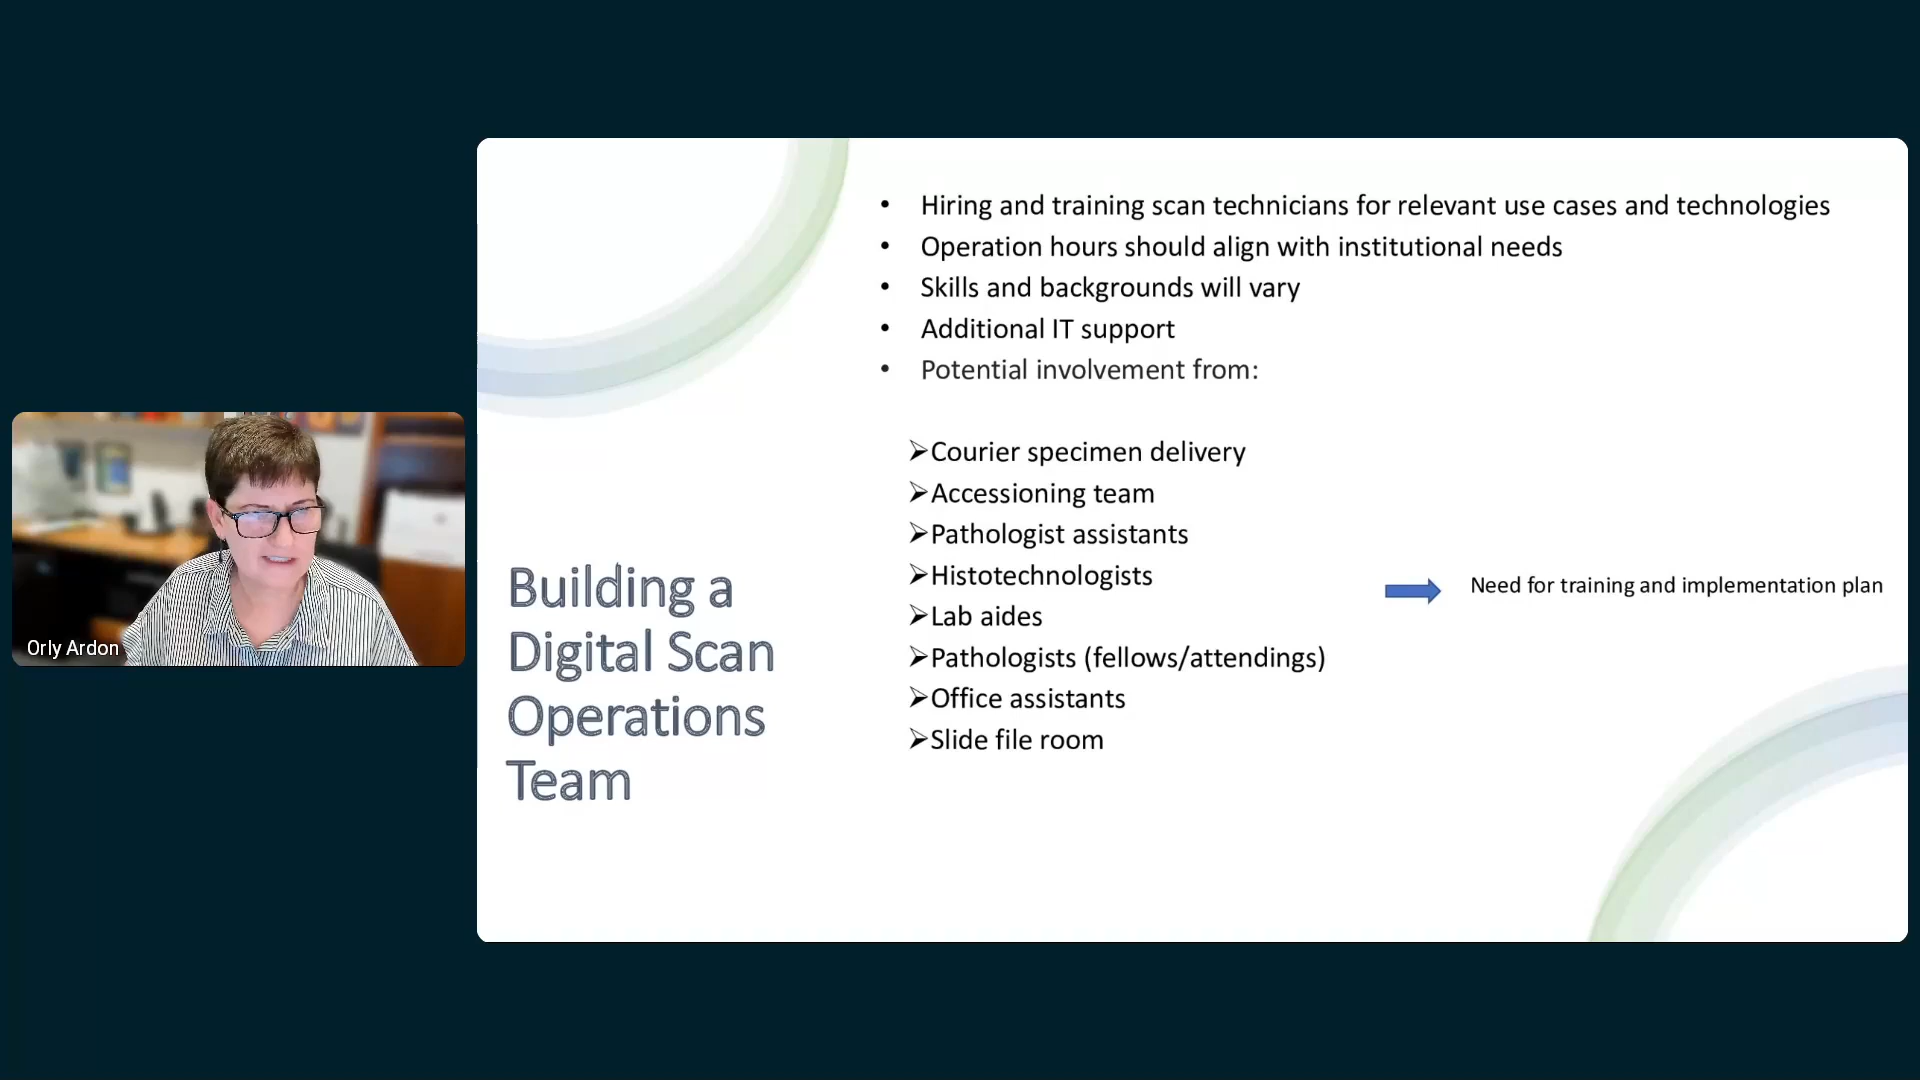 Hiring and training scan technicians for relevant use cases and technologies
Operation hours should align with institutional needs
Skills and backgrounds will vary
Additional IT support
Potential involvement from:
Courier specimen delivery
Accessioning team
Pathologist assistants
Histotechnologists
Lab aides
Pathologists (fellows/attendings)
Office assistants
Slide file room
Need for training and implementation plan
Building a
Digital Scan
Operations
Team
Orly Ardon